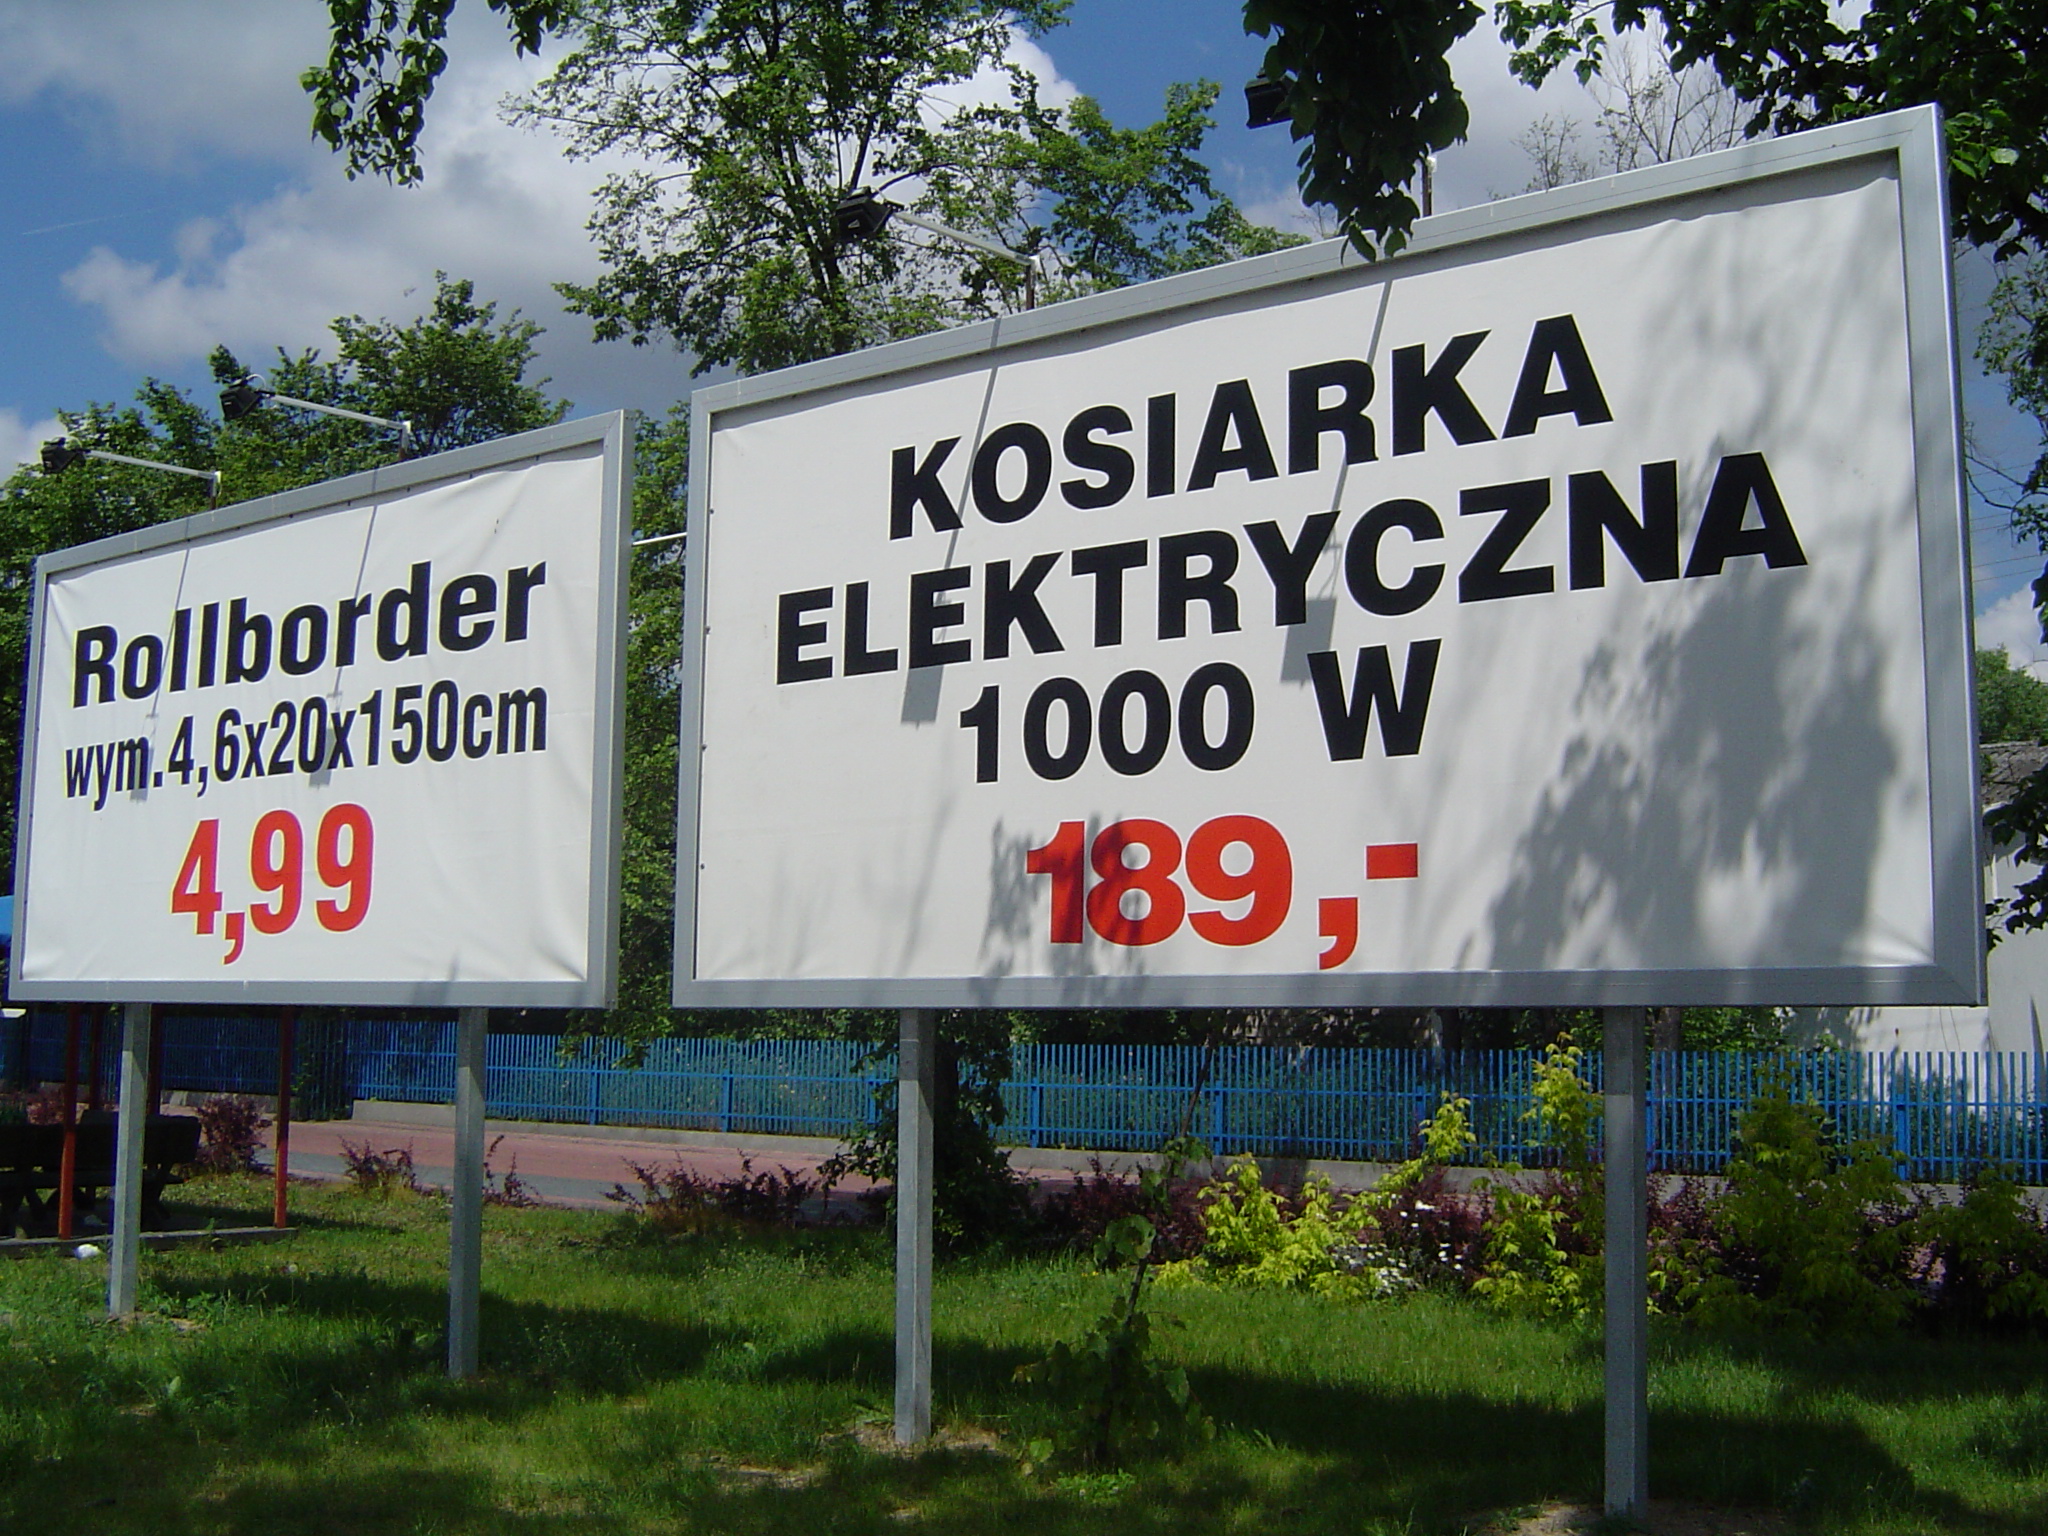 Rollborder
wym.4,6x20x150cm
4,99
KOSIARKA
ELEKTRYCZNA
1000 W
189,-